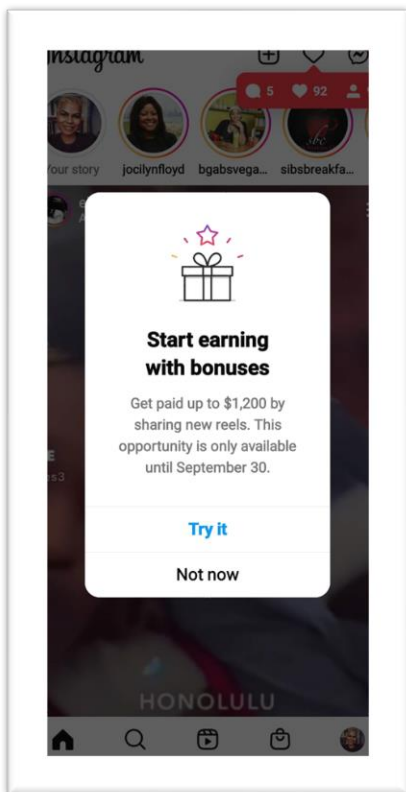 Instagram
5 92
Your story jocilynfloyd bgabsvega... sibsbreakfa...
sbc
Start earning
with bonuses
Get paid up to $1,200 by
sharing new reels. This
opportunity is only available
until September 30.
Try it
Not now
HONOLULU